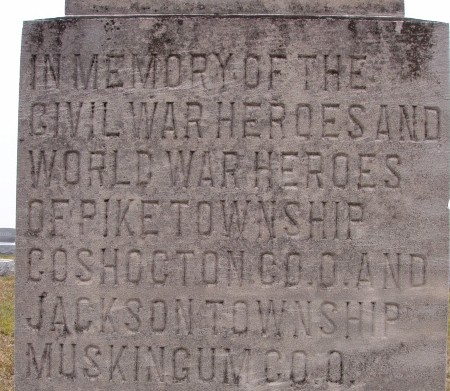 IN MEMORY OF THE
CIVIL WAR HEROES AND
WORLD WAR HEROES
OF PIKE TOWNSHIP
COSHOCTON CO. O. AND
JACKSON TOWNSHIP
MUSKINGUM CO. O.